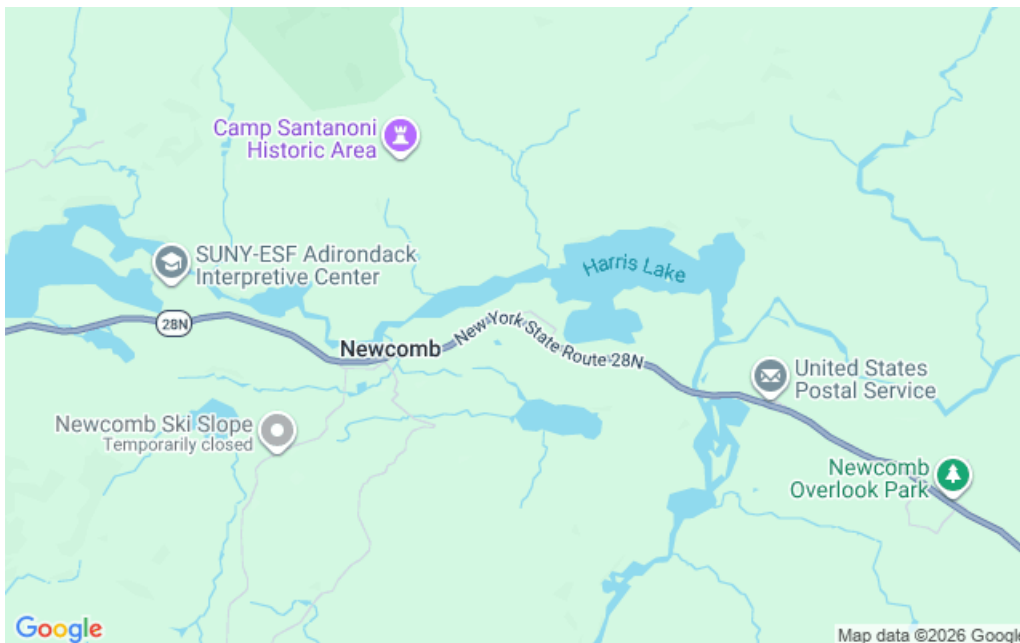 Camp Santanoni
Historic Area
SUNY-ESF Adirondack
Interpretive Center
Harris Lake
28N
Newcomb
New York State Route 28N
United States
Postal Service
Newcomb Ski Slope
Temporarily closed
Newcomb
Overlook Park
Google
Map data ©2026 Google